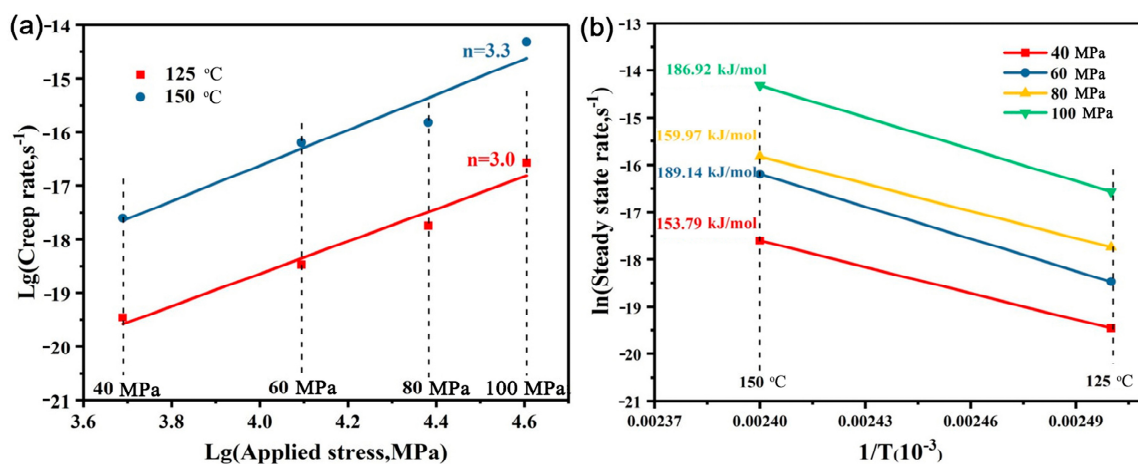 (a)
Lg(Creep rate,s⁻¹)
-14
-15
-16
-17
-18
-19
-20
-21
125 °C
150 °C
n=3.3
n=3.0
40 MPa
60 MPa
80 MPa
100 MPa
3.6 3.8 4.0 4.2 4.4 4.6
Lg(Applied stress,MPa)
(b)
ln(Steady state rate,s⁻¹)
-13
-14
-15
-16
-17
-18
-19
-20
-21
40 MPa
60 MPa
80 MPa
100 MPa
186.92 kJ/mol
159.97 kJ/mol
189.14 kJ/mol
153.79 kJ/mol
150 °C
125 °C
0.00237 0.00240 0.00243 0.00246 0.00249
1/T(10⁻³)